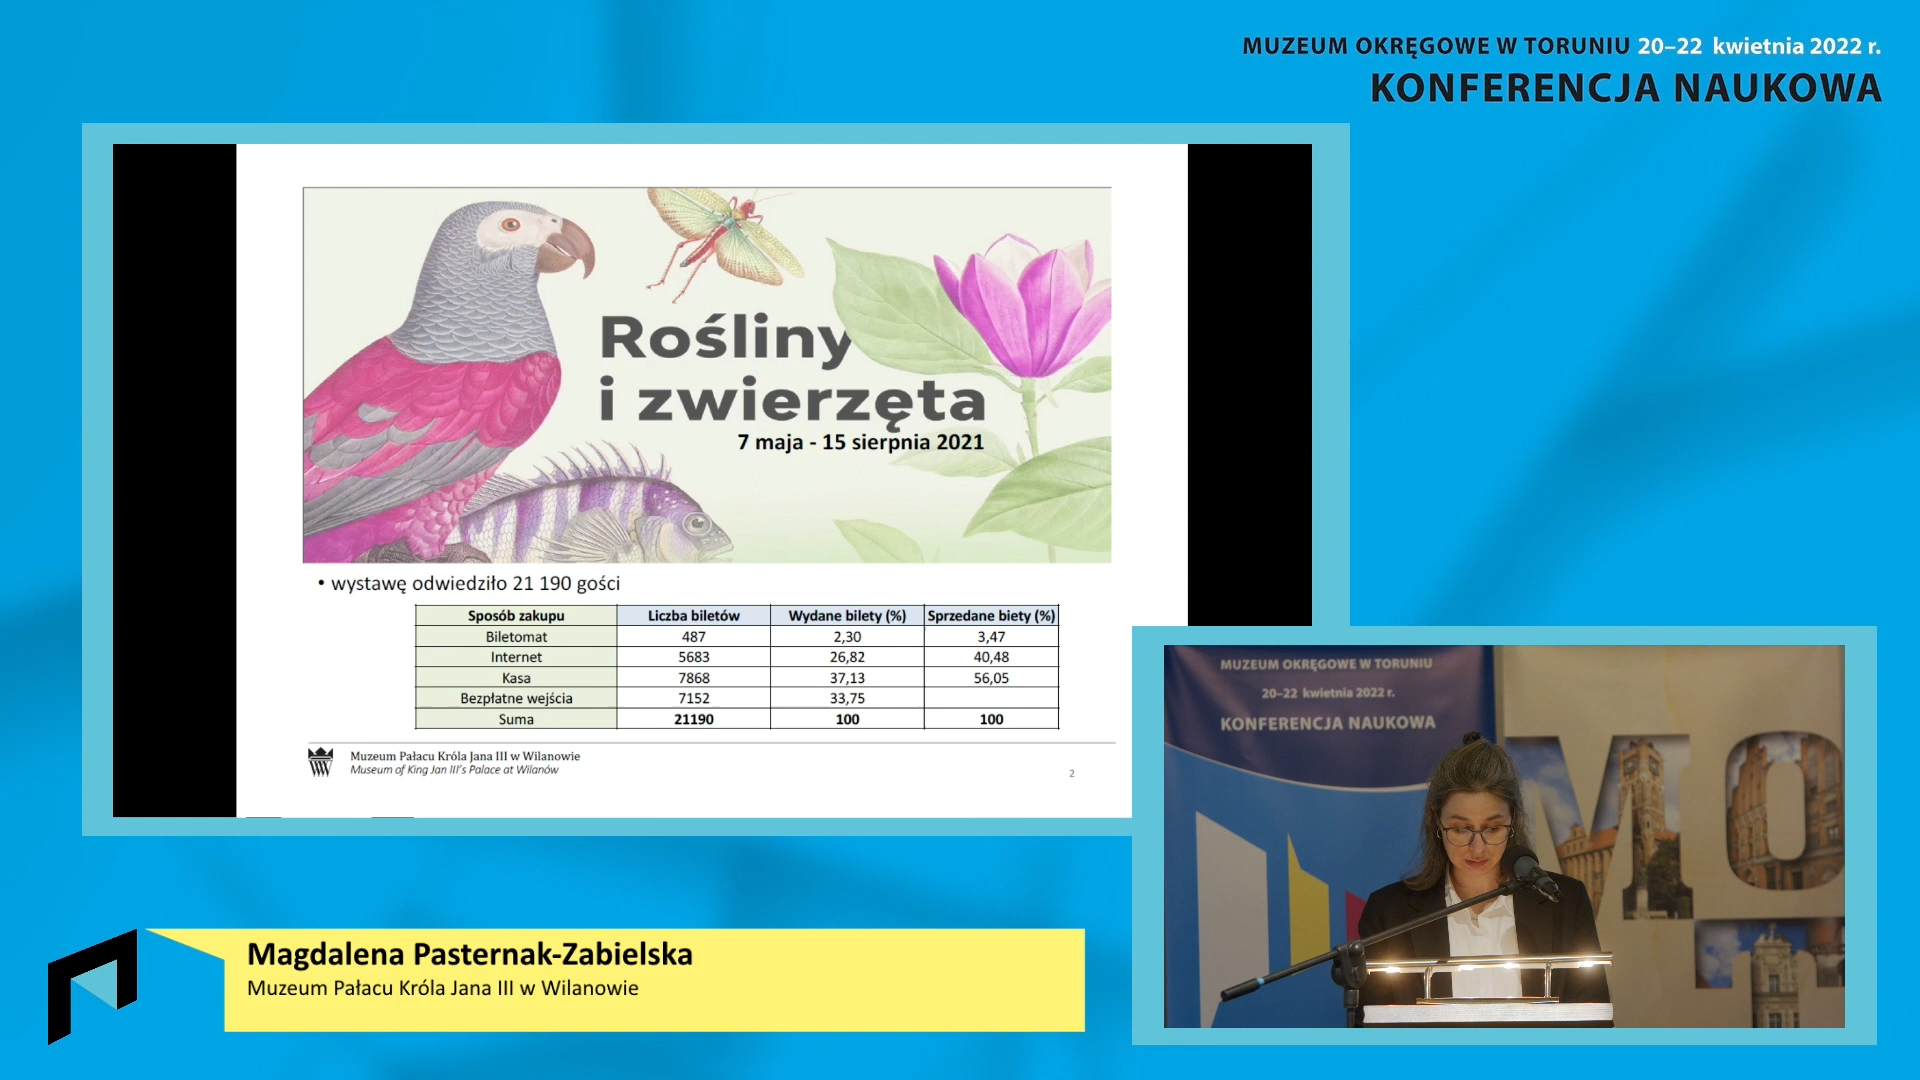 MUZEUM OKRĘGOWE W TORUNIU 20–22 kwietnia 2022 r.
KONFERENCJA NAUKOWA
Rośliny
i zwierzęta
7 maja - 15 sierpnia 2021
• wystawę odwiedziło 21 190 gości
Sposób zakupu Liczba biletów Wydane bilety (%) Sprzedane biety (%)
Biletomat 487 2,30 3,47
Internet 5683 26,82 40,48
Kasa 7868 37,13 56,05
Bezpłatne wejścia 7152 33,75
Suma 21190 100 100
Muzeum Pałacu Króla Jana III w Wilanowie
Museum of King Jan III's Palace at Wilanów
2
MUZEUM OKRĘGOWE W TORUNIU
20–22 kwietnia 2022 r.
KONFERENCJA NAUKOWA
MO
T
Magdalena Pasternak-Zabielska
Muzeum Pałacu Króla Jana III w Wilanowie